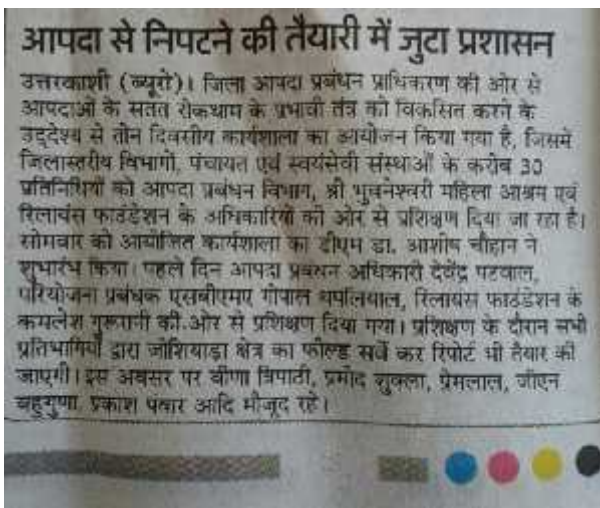 आपदा से निपटने की तैयारी में जुटा प्रशासन
उत्तरकाशी (ब्यूरो)। जिला आपदा प्रबंधन प्राधिकरण की ओर से
आपदाओं के सतत रोकथाम के प्रभावी तंत्र को विकसित करने के
उद्देश्य से तीन दिवसीय कार्यशाला का आयोजन किया गया है, जिसमें
जिलास्तरीय विभागों, पंचायत एवं स्वयंसेवी संस्थाओं के करीब 30
प्रतिनिधियों को आपदा प्रबंधन विभाग, श्री भुवनेश्वरी महिला आश्रम एवं
रिलायंस फाउंडेशन के अधिकारियों की ओर से प्रशिक्षण दिया जा रहा है।
सोमवार को आयोजित कार्यशाला का डीएम डा. आशीष चौहान ने
शुभारंभ किया। पहले दिन आपदा प्रबंधन अधिकारी देवेंद्र पटवाल,
परियोजना प्रबंधक एसबीएमए गोपाल थपलियाल, रिलायंस फाउंडेशन के
कमलेश गुरूरानी की ओर से प्रशिक्षण दिया गया। प्रशिक्षण के दौरान सभी
प्रतिभागियों द्वारा जोशियाड़ा क्षेत्र का फील्ड सर्वे कर रिपोर्ट भी तैयार की
जाएगी। इस अवसर पर वीणा त्रिपाठी, प्रमोद शुक्ला, प्रेमलाल, जीएन
बहुगुणा, प्रकाश पंवार आदि मौजूद रहे।